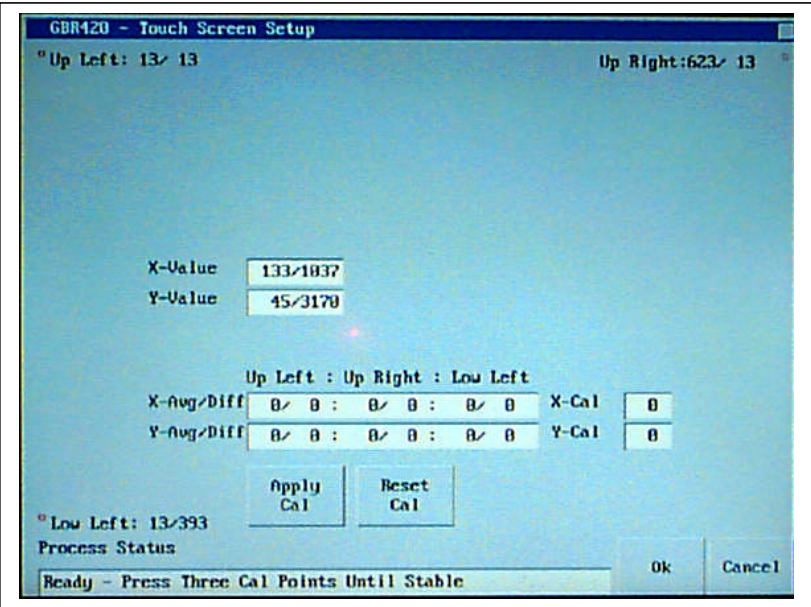 GBR420 - Touch Screen Setup
Up Left: 13/ 13
Up Right:623/ 13
X-Value 133/1037
Y-Value 45/3170
Up Left : Up Right : Low Left
X-Avg/Diff 0/ 0 : 0/ 0 : 0/ 0 X-Cal 0
Y-Avg/Diff 0/ 0 : 0/ 0 : 0/ 0 Y-Cal 0
Apply Cal
Reset Cal
Low Left: 13/393
Process Status
Ready - Press Three Cal Points Until Stable
Ok
Cancel